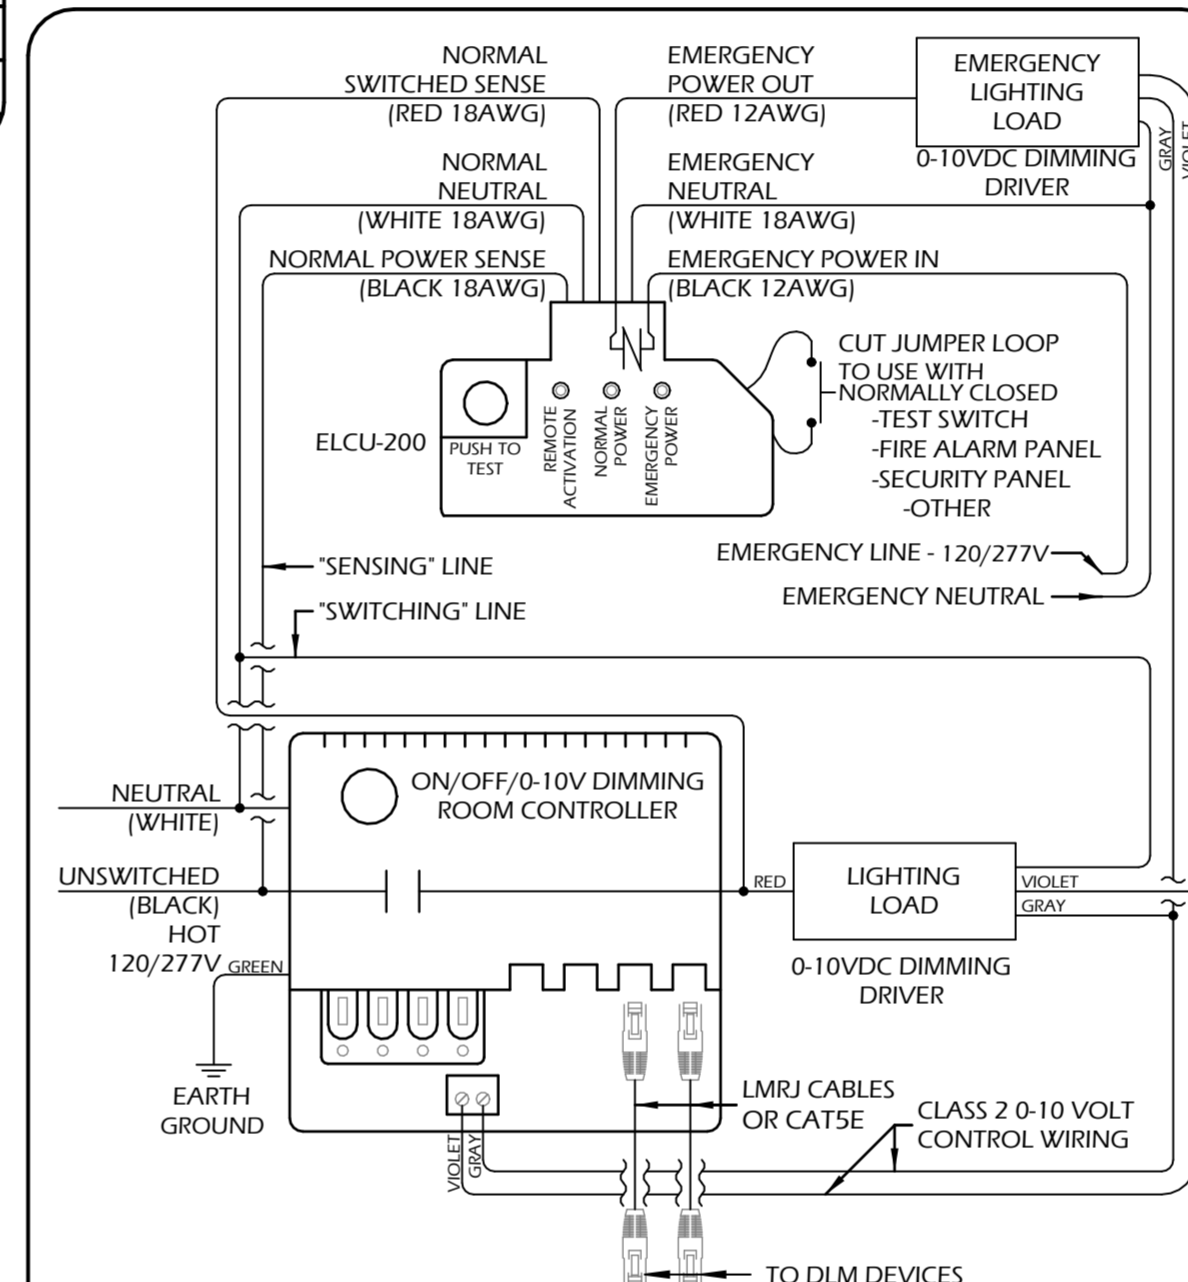 NORMAL
SWITCHED SENSE
(RED 18AWG)
EMERGENCY
POWER OUT
(RED 12AWG)
EMERGENCY
LIGHTING
LOAD
0-10VDC DIMMING
DRIVER
GRAY
VIOLET
NORMAL
NEUTRAL
(WHITE 18AWG)
EMERGENCY
NEUTRAL
(WHITE 18AWG)
NORMAL POWER SENSE
(BLACK 18AWG)
EMERGENCY POWER IN
(BLACK 12AWG)
ELCU-200
PUSH TO
TEST
REMOTE
ACTIVATION
NORMAL
POWER
EMERGENCY
POWER
CUT JUMPER LOOP
TO USE WITH
NORMALLY CLOSED
-TEST SWITCH
-FIRE ALARM PANEL
-SECURITY PANEL
-OTHER
EMERGENCY LINE - 120/277V
EMERGENCY NEUTRAL
"SENSING" LINE
"SWITCHING" LINE
NEUTRAL
(WHITE)
ON/OFF/0-10V DIMMING
ROOM CONTROLLER
UNSWITCHED
(BLACK)
HOT
120/277V
GREEN
RED
LIGHTING
LOAD
VIOLET
GRAY
0-10VDC DIMMING
DRIVER
EARTH
GROUND
VIOLET
GRAY
LMRJ CABLES
OR CAT5E
CLASS 2 0-10 VOLT
CONTROL WIRING
TO DLM DEVICES